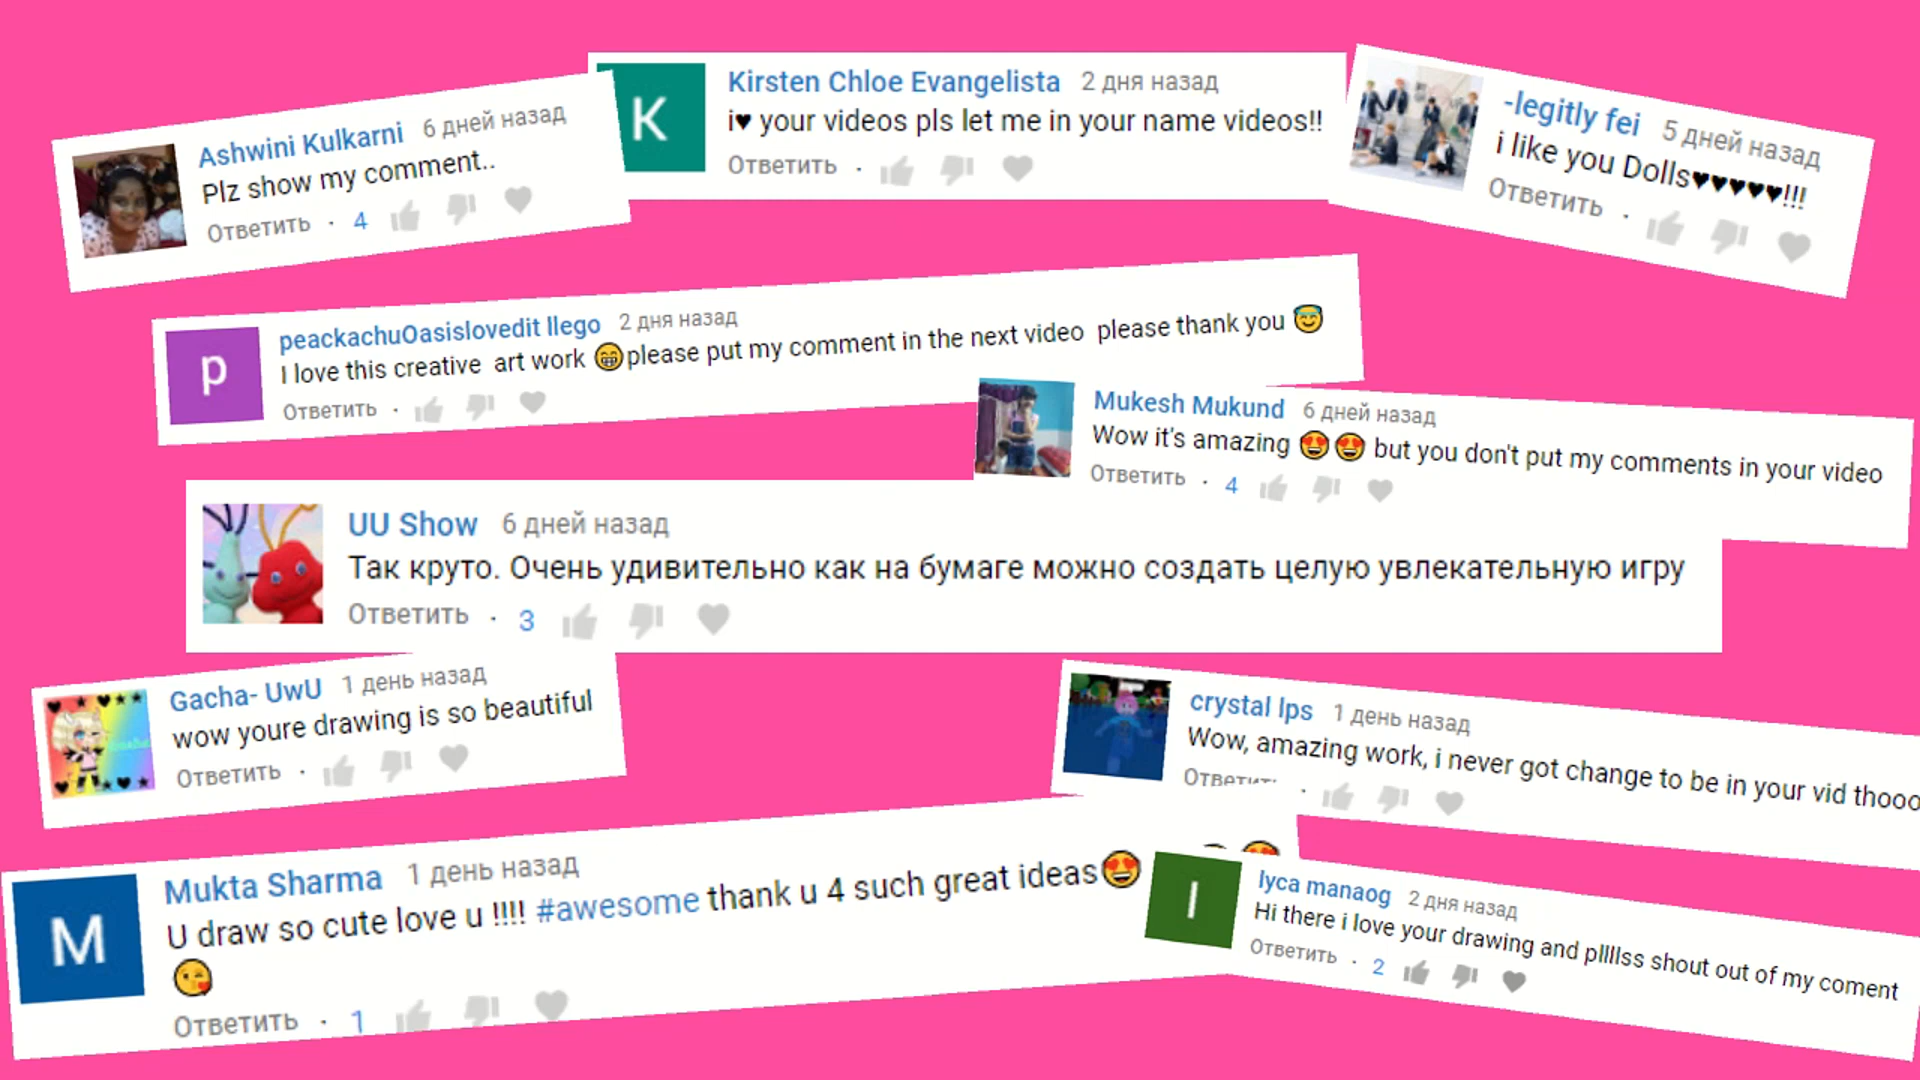 Ashwini Kulkarni 6 дней назад
Plz show my comment..
Ответить · 4
K
Kirsten Chloe Evangelista 2 дня назад
i♥ your videos pls let me in your name videos!!
Ответить ·
-legitly fei 5 дней назад
i like you Dolls♥♥♥♥♥!!!
Ответить ·
p
peackachuOasislovedit llego 2 дня назад
I love this creative art work 😁please put my comment in the next video please thank you 😇
Ответить ·
Mukesh Mukund 6 дней назад
Wow it's amazing 😍😍 but you don't put my comments in your video
Ответить · 4
UU Show 6 дней назад
Так круто. Очень удивительно как на бумаге можно создать целую увлекательную игру
Ответить · 3
Gacha- UwU 1 день назад
wow youre drawing is so beautiful
Ответить ·
crystal lps 1 день назад
Wow, amazing work, i never got change to be in your vid thooo
Ответить ·
M
Mukta Sharma 1 день назад
U draw so cute love u !!!! #awesome thank u 4 such great ideas😍
😘
Ответить · 1
l
lyca manaog 2 дня назад
Hi there i love your drawing and pllllss shout out of my coment
Ответить · 2